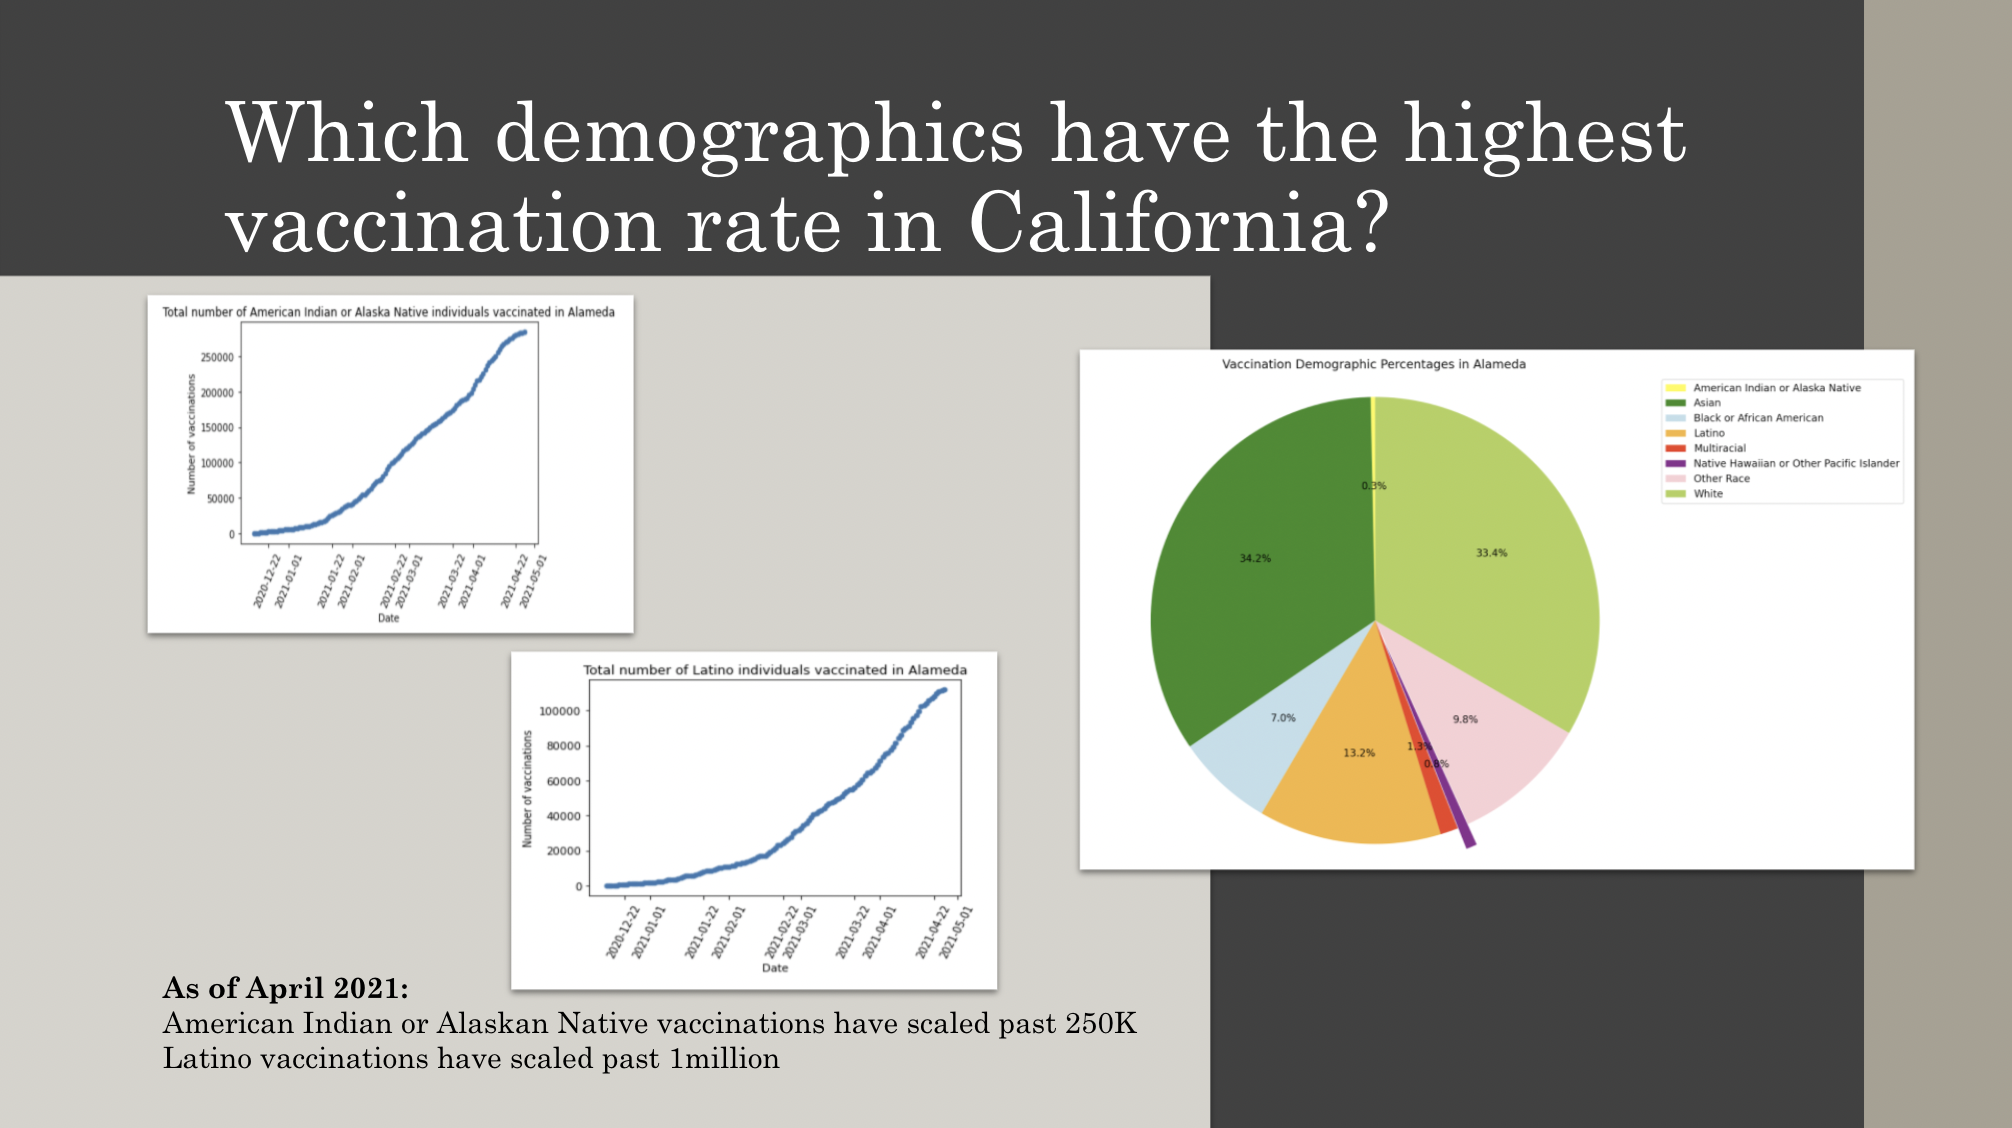 Which demographics have the highest
vaccination rate in California?
Total number of American Indian or Alaska Native individuals vaccinated in Alameda
Number of vaccinations
250000
200000
150000
100000
50000
0
2020-12-22
2021-01-01
2021-01-22
2021-02-01
2021-02-22
2021-03-01
2021-03-22
2021-04-01
2021-04-22
2021-05-01
Date
Total number of Latino individuals vaccinated in Alameda
Number of vaccinations
100000
80000
60000
40000
20000
0
2020-12-22
2021-01-01
2021-01-22
2021-02-01
2021-02-22
2021-03-01
2021-03-22
2021-04-01
2021-04-22
2021-05-01
Date
Vaccination Demographic Percentages in Alameda
American Indian or Alaska Native
Asian
Black or African American
Latino
Multiracial
Native Hawaiian or Other Pacific Islander
Other Race
White
0.3%
34.2%
33.4%
7.0%
13.2%
1.3%
0.8%
9.8%
As of April 2021:
American Indian or Alaskan Native vaccinations have scaled past 250K
Latino vaccinations have scaled past 1million